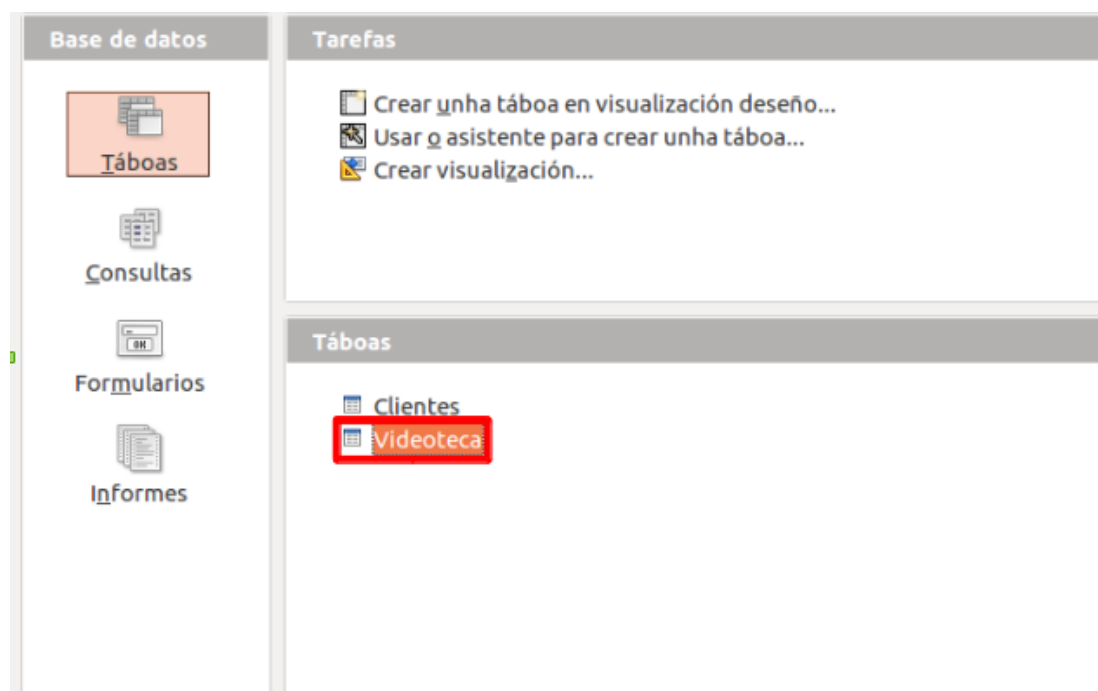 Base de datos
Táboas
Consultas
OK
Formularios
Informes
Tarefas
Crear unha táboa en visualización deseño...
Usar o asistente para crear unha táboa...
Crear visualización...
Táboas
Clientes
Videoteca